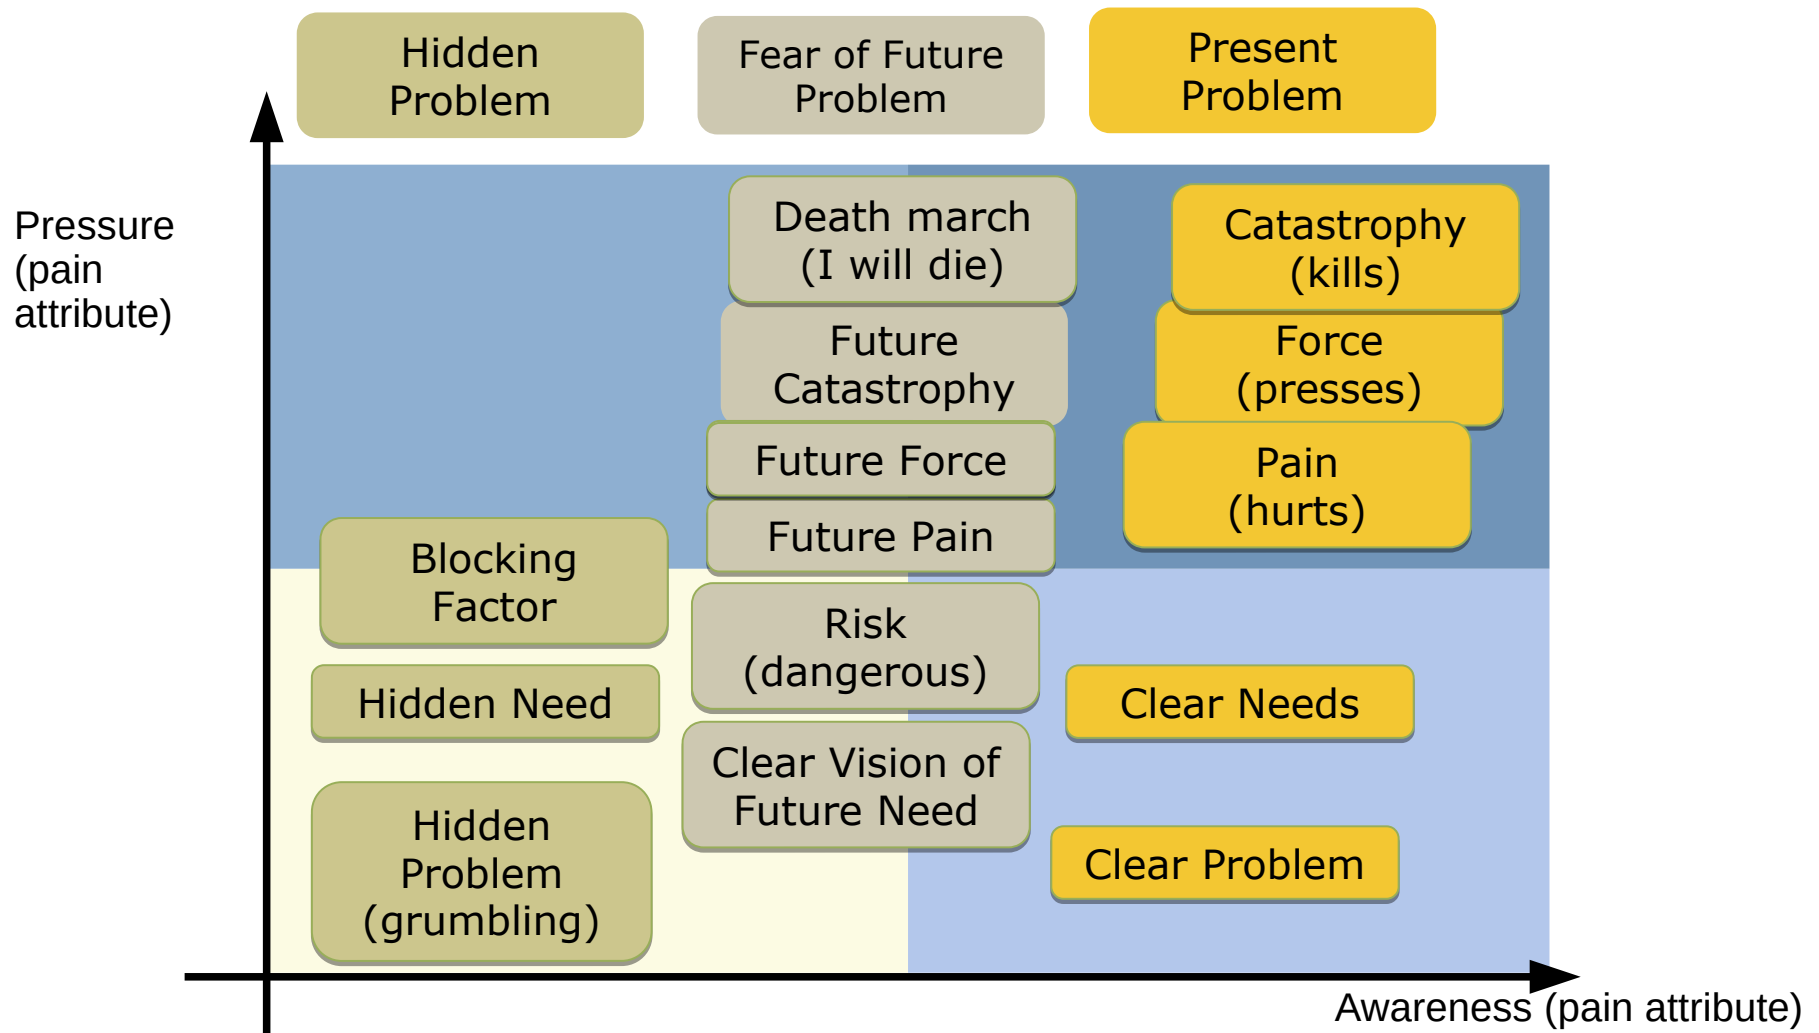 Hidden
Problem
Fear of Future
Problem
Present
Problem
Pressure
(pain
attribute)
Death march
(I will die)
Catastrophy
(kills)
Future
Catastrophy
Force
(presses)
Future Force
Pain
(hurts)
Future Pain
Blocking
Factor
Risk
(dangerous)
Hidden Need
Clear Needs
Clear Vision of
Future Need
Hidden
Problem
(grumbling)
Clear Problem
Awareness (pain attribute)